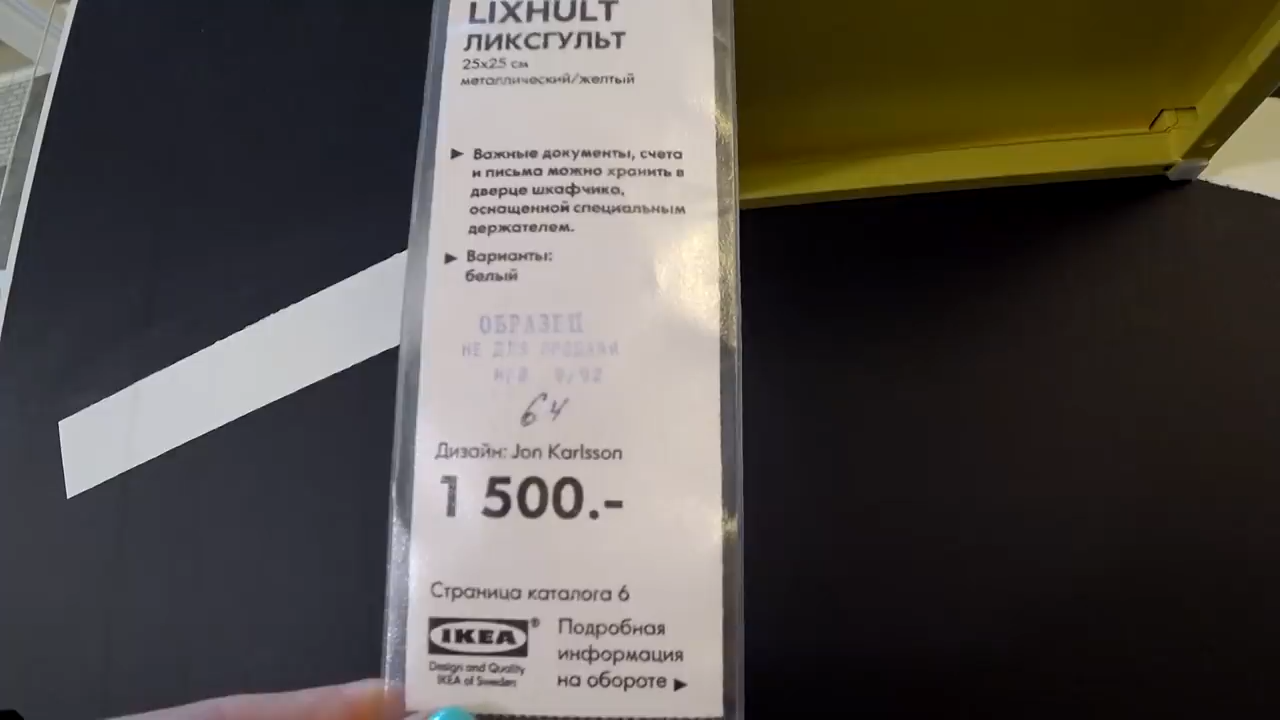 LIXHULT
ЛИКСГУЛЬТ
25x25 см
металлический/желтый
▶ Важные документы, счета
и письма можно хранить в
дверце шкафчика,
оснащенной специальным
держателем.
▶ Варианты:
белый
ОБРАЗЕЦ
НЕ ДЛЯ ПРОДАЖИ
64
Дизайн: Jon Karlsson
1 500.-
Страница каталога 6
IKEA®
Design and Quality
IKEA of Sweden
Подробная
информация
на обороте ▶